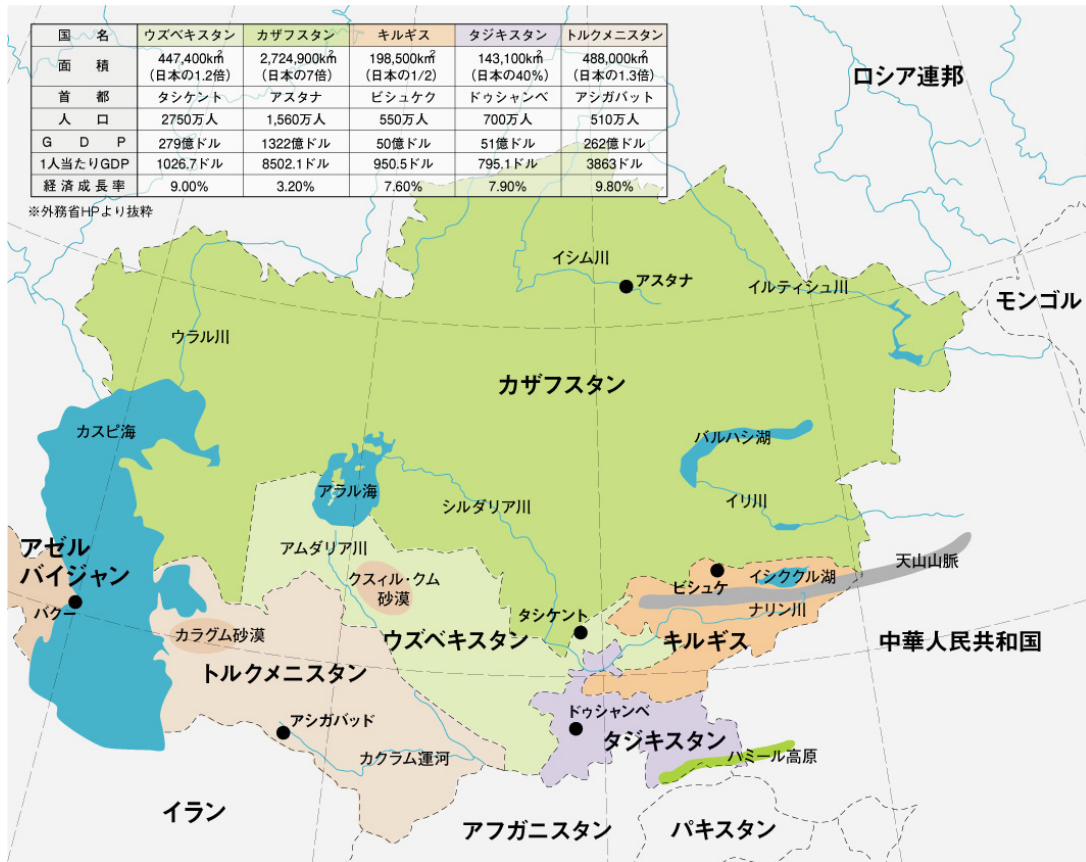 国　名 ウズベキスタン カザフスタン キルギス タジキスタン トルクメニスタン
面　積 447,400k㎡ 2,724,900k㎡ 198,500k㎡ 143,100k㎡ 488,000k㎡
（日本の1.2倍） （日本の7倍） （日本の1/2） （日本の40%） （日本の1.3倍）
首　都 タシケント アスタナ ビシュケク ドゥシャンベ アシガバット
人　口 2750万人 1,560万人 550万人 700万人 510万人
Ｇ　Ｄ　Ｐ 279億ドル 1322億ドル 50億ドル 51億ドル 262億ドル
1人当たりGDP 1026.7ドル 8502.1ドル 950.5ドル 795.1ドル 3863ドル
経済成長率 9.00% 3.20% 7.60% 7.90% 9.80%
※外務省HPより抜粋
ロシア連邦
イシム川
アスタナ
イルティシュ川
モンゴル
ウラル川
カザフスタン
カスピ海
バルハシ湖
アラル海
シルダリア川
イリ川
アゼル
バイジャン
アムダリア川
天山山脈
クスィル・クム
砂漠
ビシュケ
イシククル湖
バクー
ナリン川
タシケント
カラグム砂漠
ウズベキスタン
キルギス
中華人民共和国
トルクメニスタン
アシガバッド
ドゥシャンベ
タジキスタン
カクラム運河
ハミール高原
イラン
アフガニスタン
パキスタン